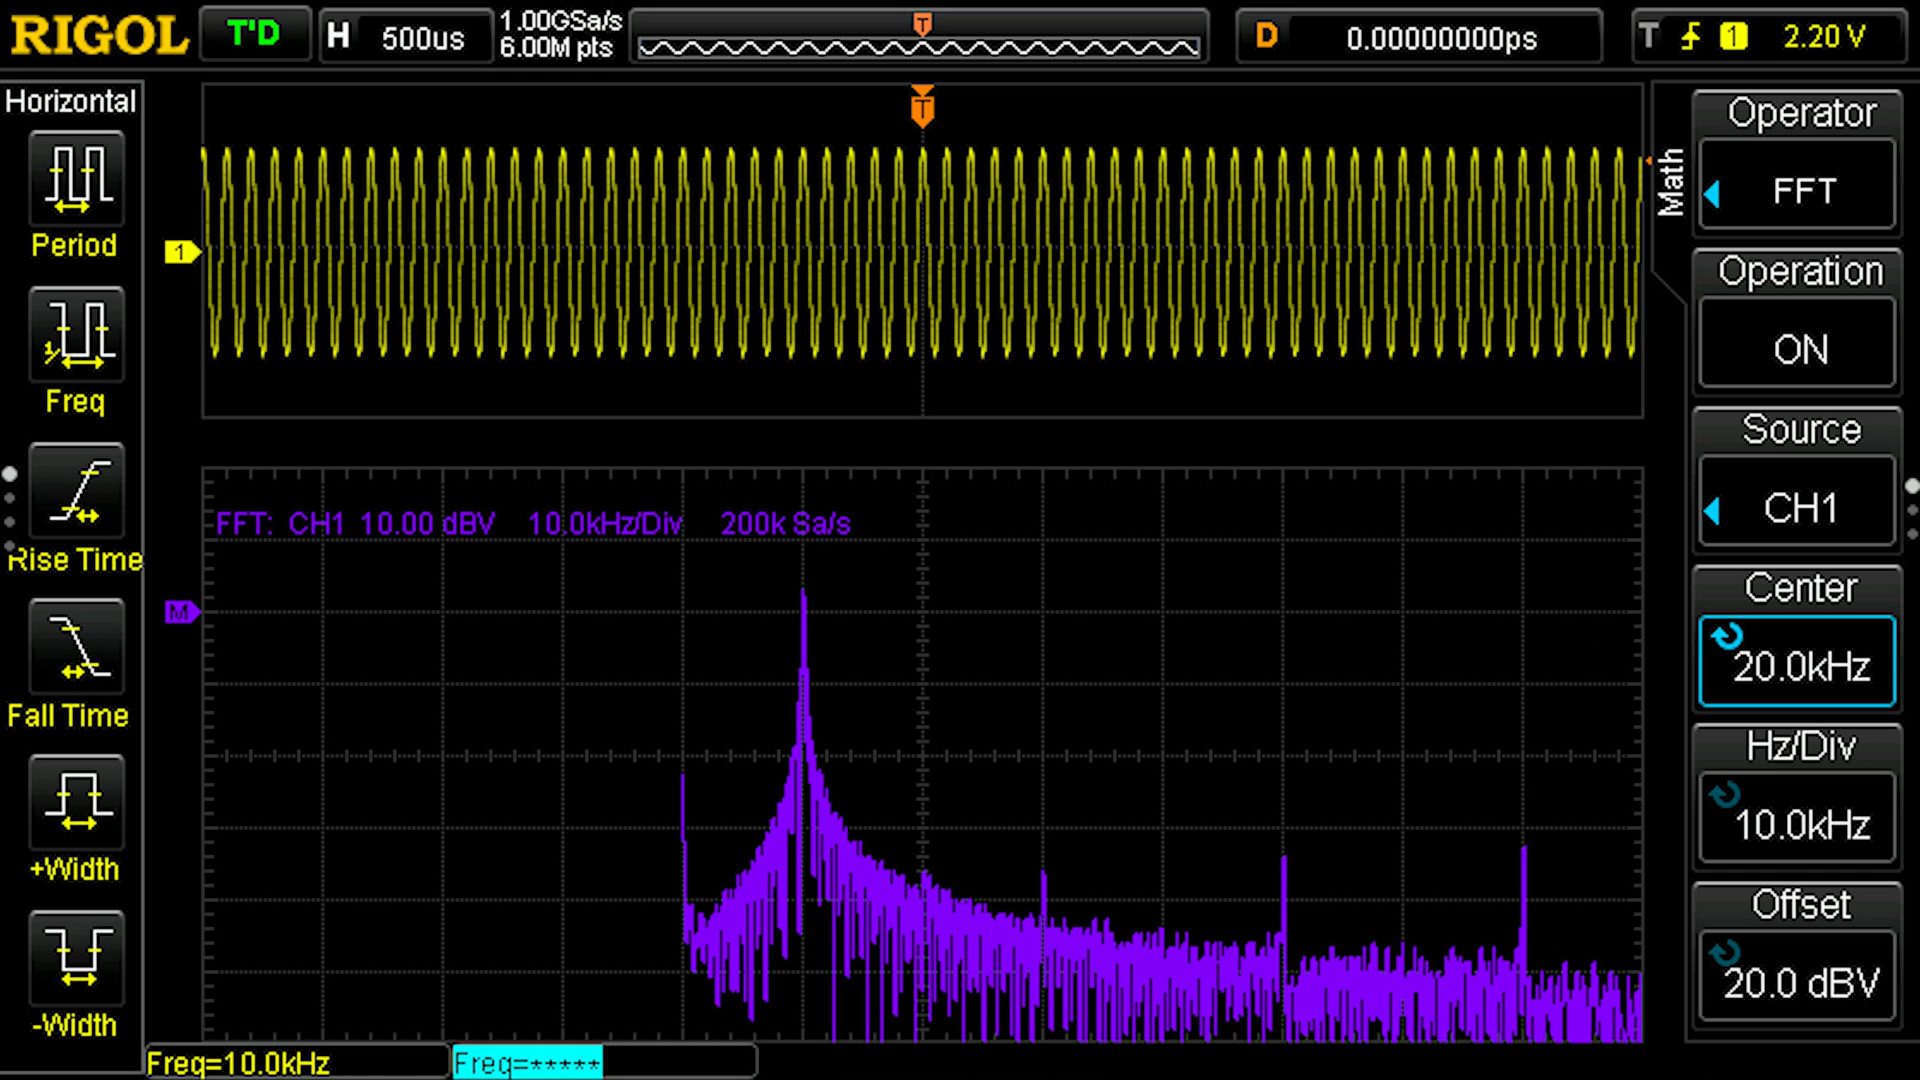 RIGOL
T'D
H 500us
1.00GSa/s
6.00M pts
T
D 0.00000000ps
T 1 2.20 V
Horizontal
Period
Freq
Rise Time
Fall Time
+Width
-Width
T
1
FFT: CH1 10.00 dBV 10.0kHz/Div 200k Sa/s
M
Math
Operator
FFT
Operation
ON
Source
CH1
Center
20.0kHz
Hz/Div
10.0kHz
Offset
20.0 dBV
Freq=10.0kHz
Freq=*****